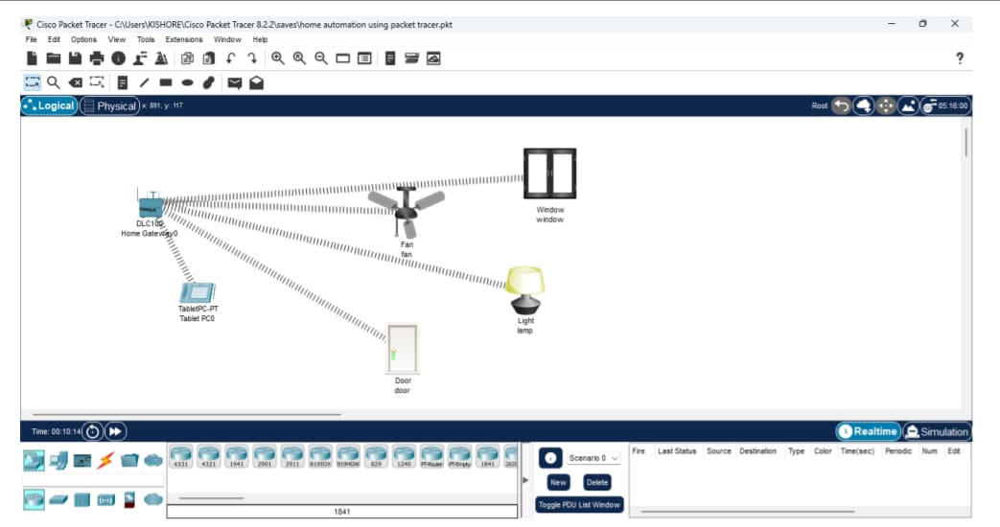 Cisco Packet Tracer - C:\Users\KISHORE\Cisco Packet Tracer 8.2.2\saves\home automation using packet tracer.pkt
File Edit Options View Tools Extensions Window Help
?
Logical Physical x: 891, y: 117 Root 05:16:00
Window
window
DLC100
Home Gateway0
Fan
fan
TabletPC-PT
Tablet PC0
Light
lamp
Door
door
Time: 00:10:14 Realtime Simulation
4331 4321 1941 2901 2911 819IOX 819HGW 829 1240 PT-Router PT-Empty 1841 2620
1841
Scenario 0
New Delete
Toggle PDU List Window
Fire Last Status Source Destination Type Color Time(sec) Periodic Num Edit